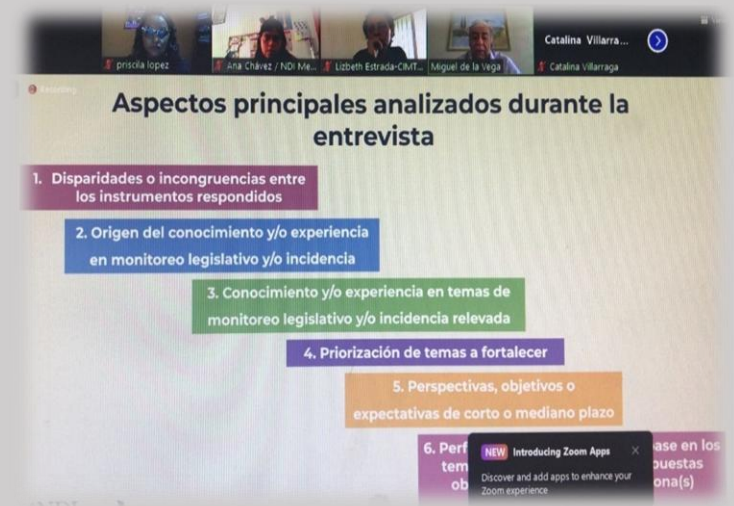 priscila lopez
Ana Chávez / NDI Me...
Lizbeth Estrada-CIMT...
Miguel de la Vega
Catalina Villarra...
Catalina Villarraga
Recording
Aspectos principales analizados durante la
entrevista
1. Disparidades o incongruencias entre
los instrumentos respondidos
2. Origen del conocimiento y/o experiencia
en monitoreo legislativo y/o incidencia
3. Conocimiento y/o experiencia en temas de
monitoreo legislativo y/o incidencia relevada
4. Priorización de temas a fortalecer
5. Perspectivas, objetivos o
expectativas de corto o mediano plazo
6. Perf
tem
ob
ase en los
puestas
ona(s)
NEW Introducing Zoom Apps
Discover and add apps to enhance your
Zoom experience